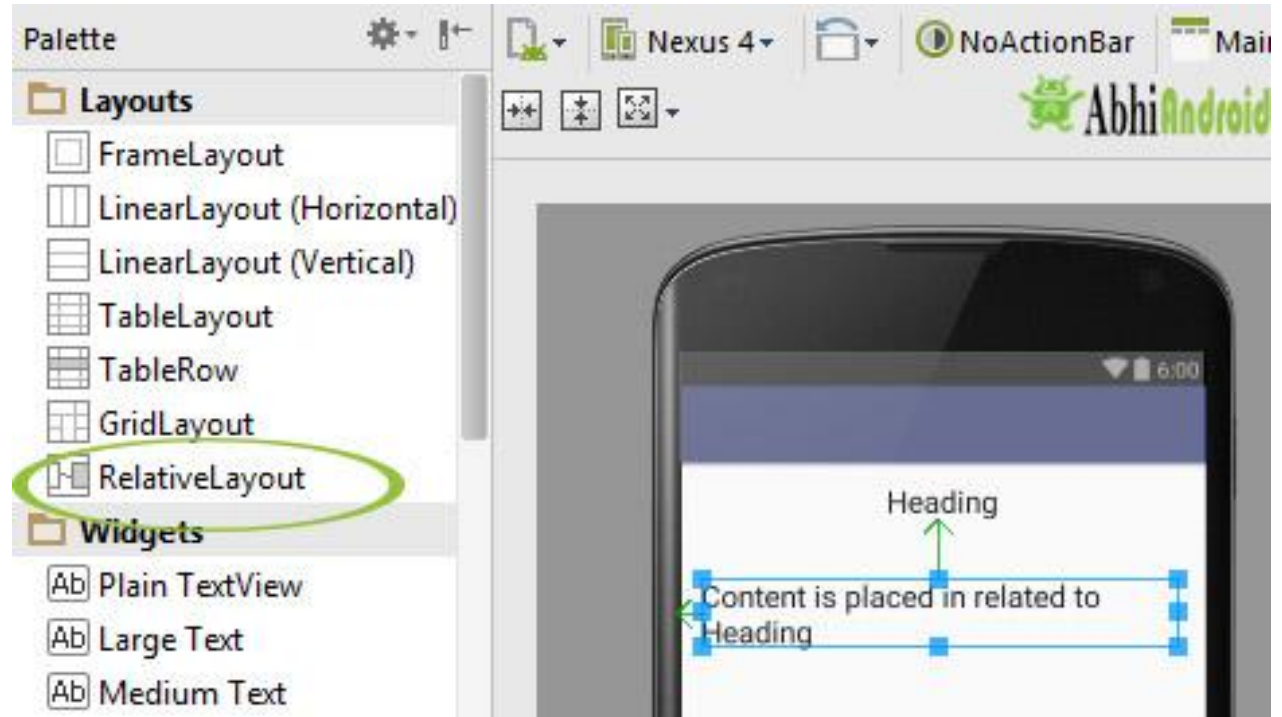 Palette
Nexus 4
NoActionBar
Main
AbhiAndroid
Layouts
FrameLayout
LinearLayout (Horizontal)
LinearLayout (Vertical)
TableLayout
TableRow
GridLayout
RelativeLayout
Widgets
Ab Plain TextView
Ab Large Text
Ab Medium Text
6:00
Heading
Content is placed in related to
Heading